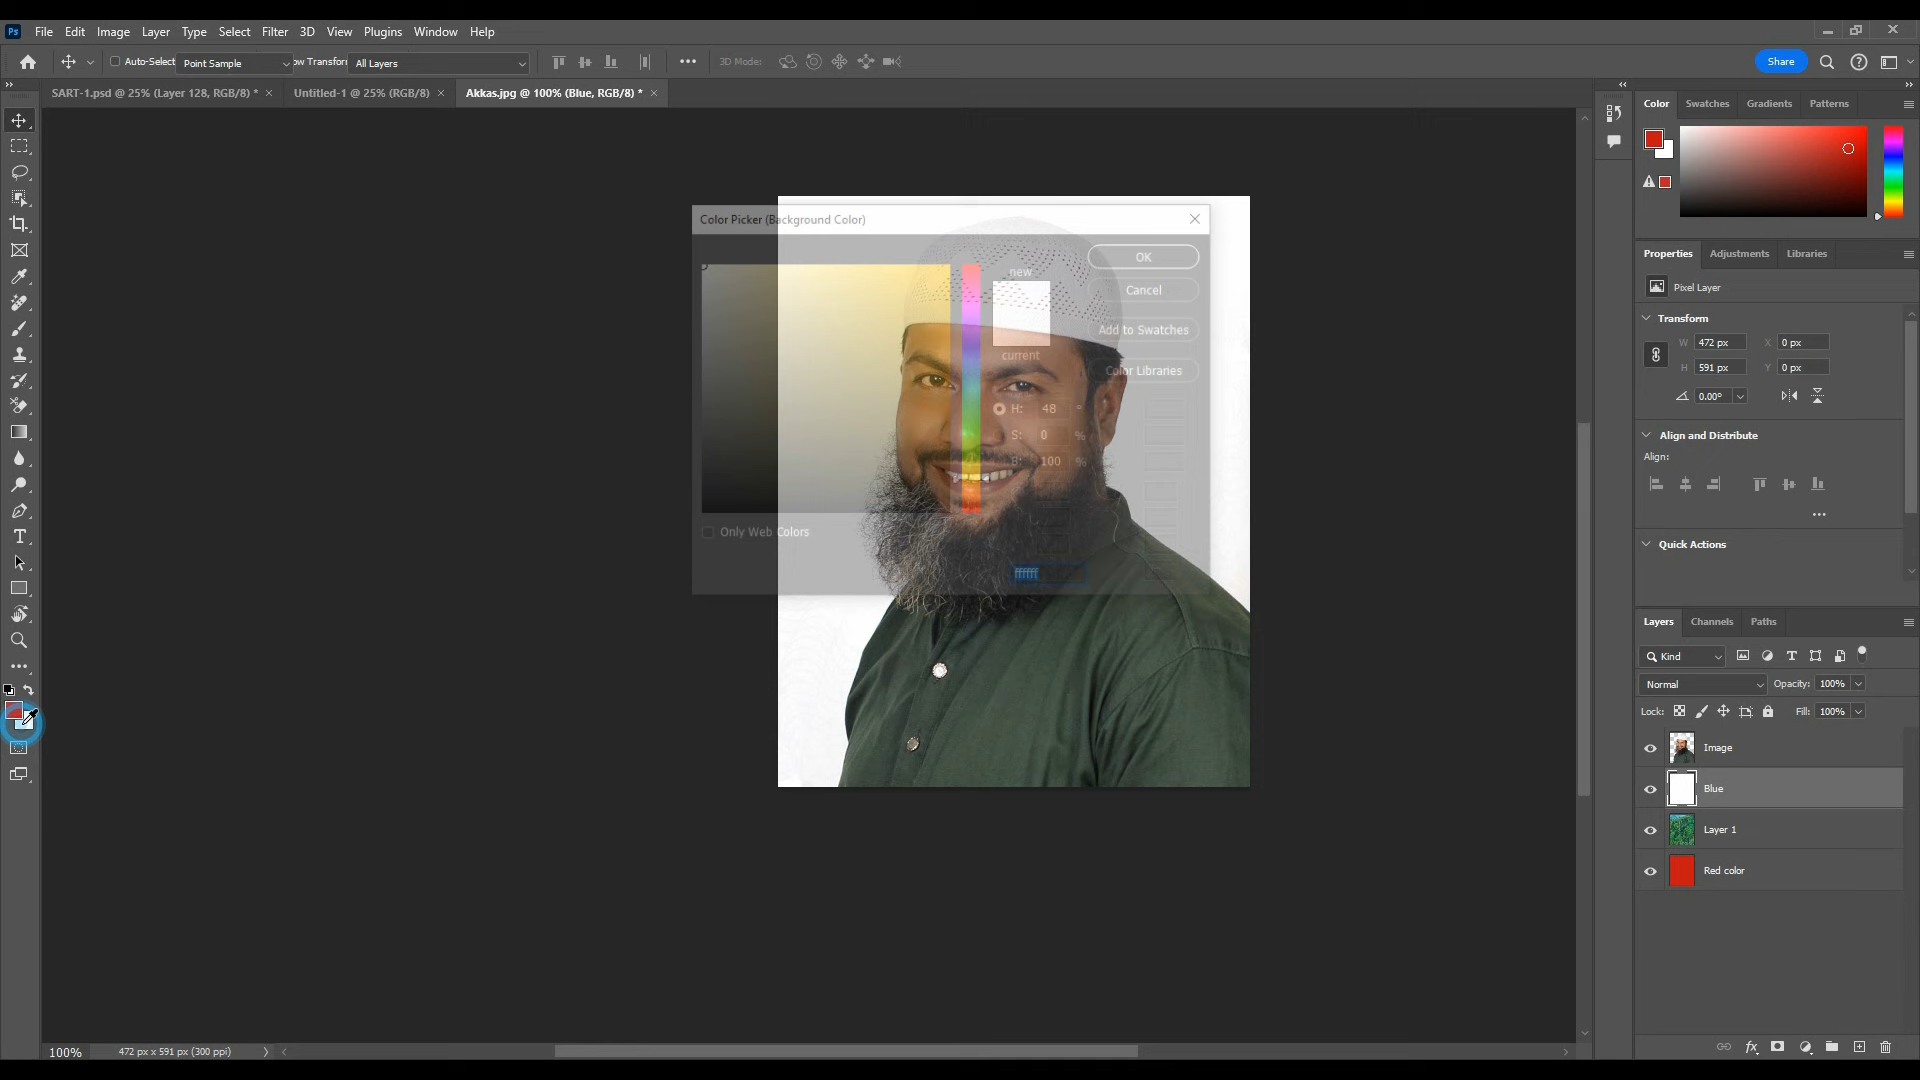 Ps File Edit Image Layer Type Select Filter 3D View Plugins Window Help
Auto-Select Point Sample ow Transform All Layers 3D Mode: Share
SART-1.psd @ 25% (Layer 128, RGB/8) * Untitled-1 @ 25% (RGB/8) Akkas.jpg @ 100% (Blue, RGB/8) *
Color Swatches Gradients Patterns
Color Picker (Background Color)
OK
new
Cancel
Add to Swatches
current
Color Libraries
H: 48 °
S: 0 %
B: 100 %
Only Web Colors
ffffff
Properties Adjustments Libraries
Pixel Layer
Transform
W 472 px X 0 px
H 591 px Y 0 px
0.00°
Align and Distribute
Align:
Quick Actions
Layers Channels Paths
Kind
Normal Opacity: 100%
Lock: Fill: 100%
Image
Blue
Layer 1
Red color
100% 472 px x 591 px (300 ppi)
fx